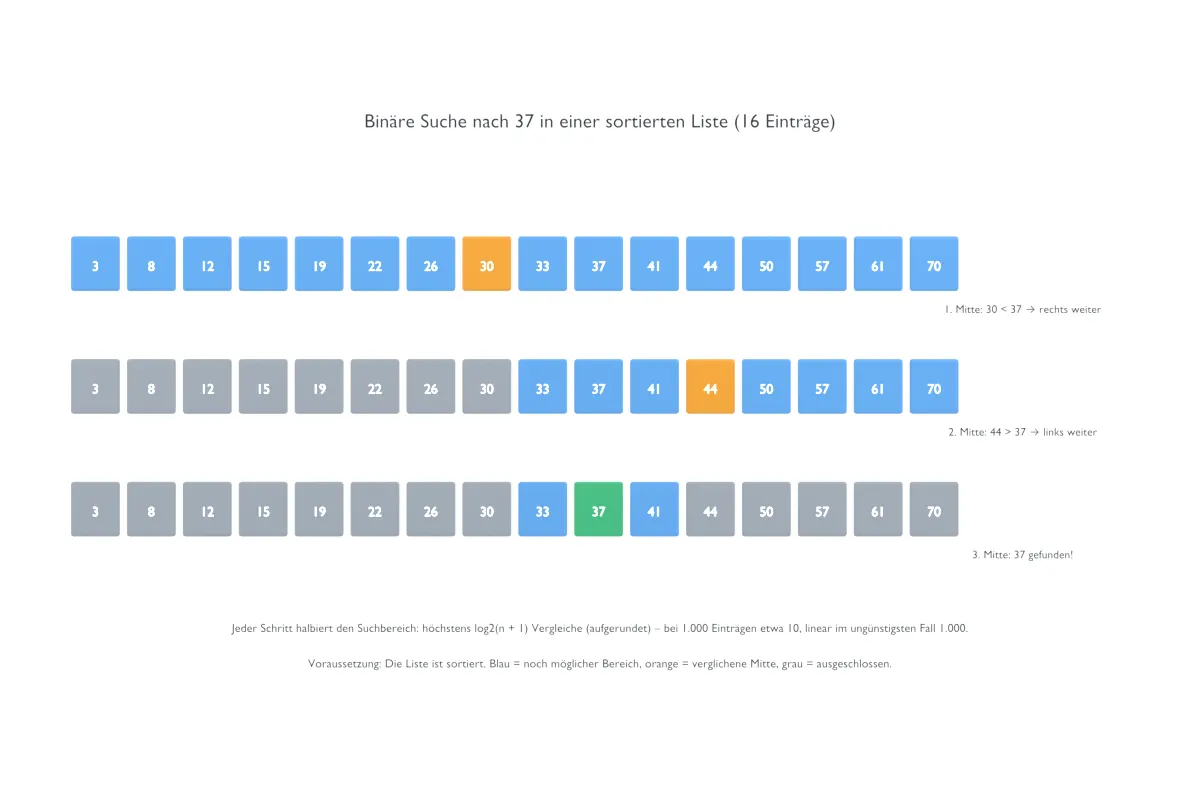 Binäre Suche nach 37 in einer sortierten Liste (16 Einträge)
3 8 12 15 19 22 26 30 33 37 41 44 50 57 61 70
1. Mitte: 30 < 37 → rechts weiter
3 8 12 15 19 22 26 30 33 37 41 44 50 57 61 70
2. Mitte: 44 > 37 → links weiter
3 8 12 15 19 22 26 30 33 37 41 44 50 57 61 70
3. Mitte: 37 gefunden!
Jeder Schritt halbiert den Suchbereich: höchstens log2(n + 1) Vergleiche (aufgerundet) – bei 1.000 Einträgen etwa 10, linear im ungünstigsten Fall 1.000.
Voraussetzung: Die Liste ist sortiert. Blau = noch möglicher Bereich, orange = verglichene Mitte, grau = ausgeschlossen.